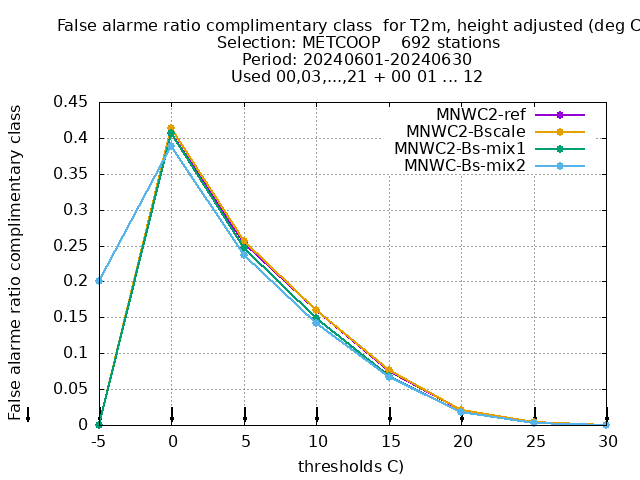 False alarme ratio complimentary class  for T2m, height adjusted (deg C
Selection: METCOOP    692 stations
Period: 20240601-20240630
Used 00,03,...,21 + 00 01 ... 12
False alarme ratio complimentary class
0.45
0.4
0.35
0.3
0.25
0.2
0.15
0.1
0.05
0
MNWC2-ref
MNWC2-Bscale
MNWC2-Bs-mix1
MNWC-Bs-mix2
-5 0 5 10 15 20 25 30
thresholds C)